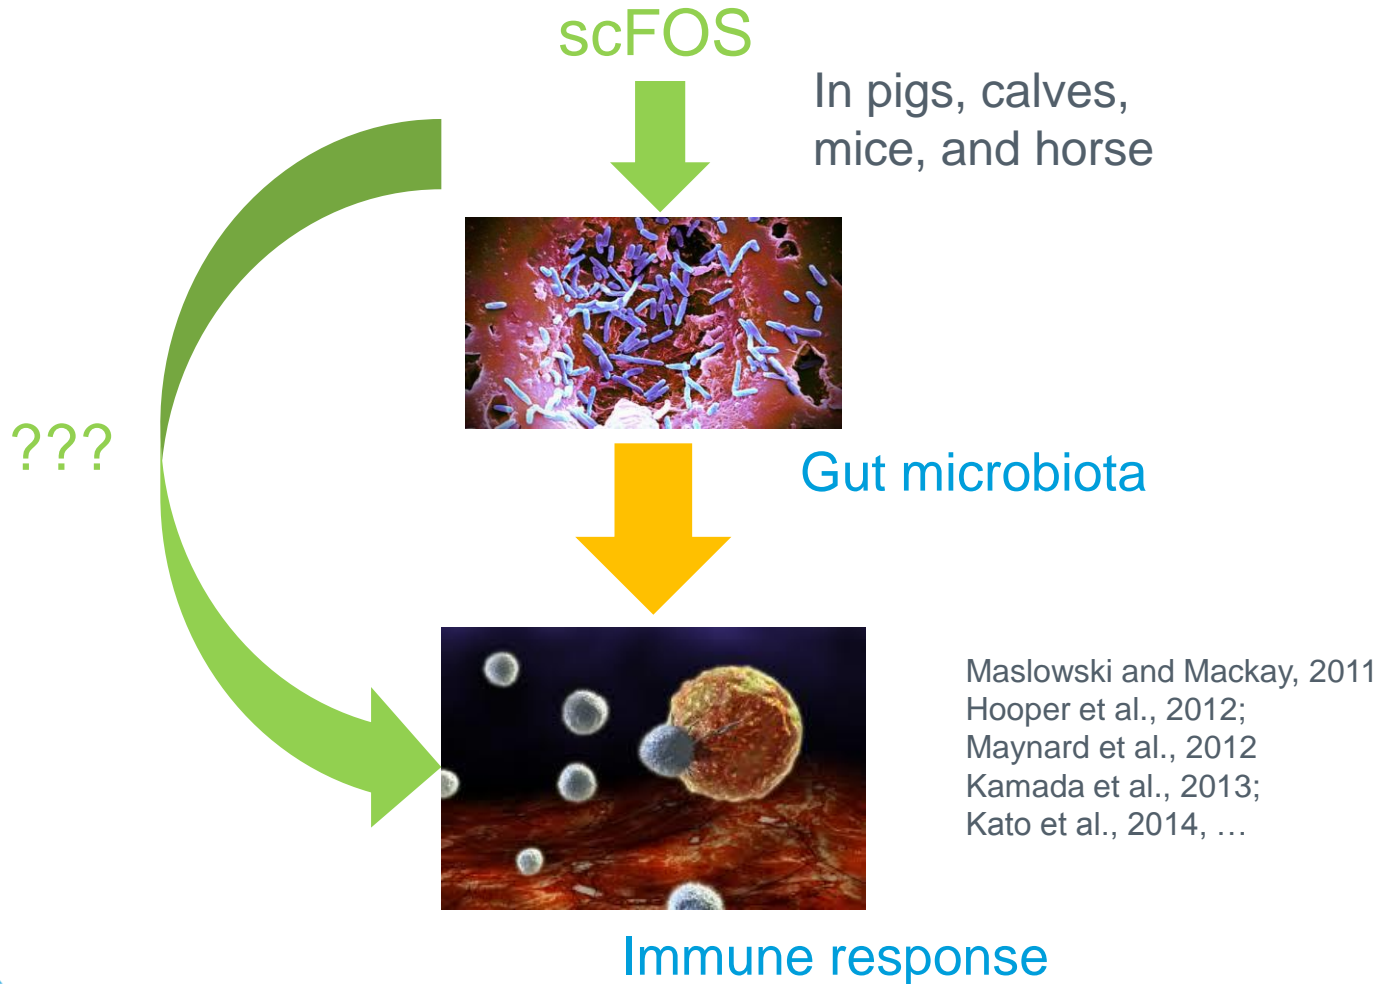 scFOS
In pigs, calves,
mice, and horse
???
Gut microbiota
Maslowski and Mackay, 2011
Hooper et al., 2012;
Maynard et al., 2012
Kamada et al., 2013;
Kato et al., 2014, …
Immune response